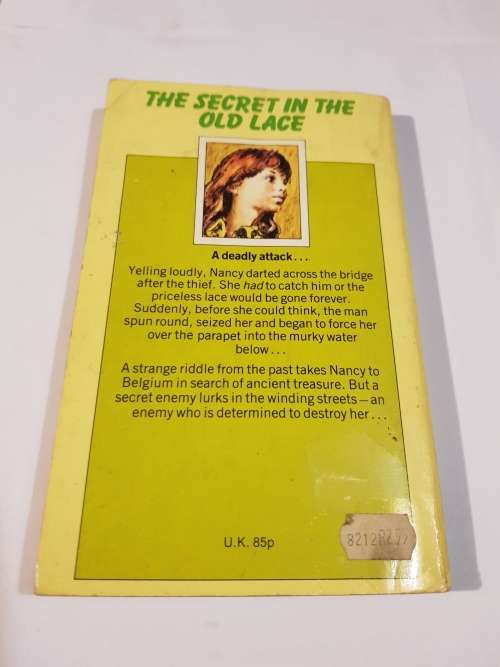 THE SECRET IN THE
OLD LACE
A deadly attack...
Yelling loudly, Nancy darted across the bridge
after the thief. She had to catch him or the
priceless lace would be gone forever.
Suddenly, before she could think, the man
spun round, seized her and began to force her
over the parapet into the murky water
below...
A strange riddle from the past takes Nancy to
Belgium in search of ancient treasure. But a
secret enemy lurks in the winding streets—an
enemy who is determined to destroy her...
U.K. 85p